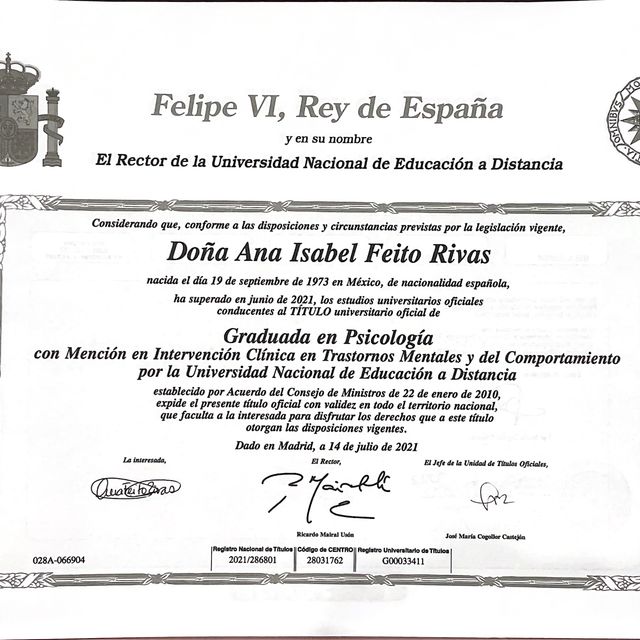 Felipe VI, Rey de España
y en su nombre
El Rector de la Universidad Nacional de Educación a Distancia
OMNIBVS
Considerando que, conforme a las disposiciones y circunstancias previstas por la legislación vigente,
Doña Ana Isabel Feito Rivas
nacida el día 19 de septiembre de 1973 en México, de nacionalidad española,
ha superado en junio de 2021, los estudios universitarios oficiales
conducentes al TÍTULO universitario oficial de
Graduada en Psicología
con Mención en Intervención Clínica en Trastornos Mentales y del Comportamiento
por la Universidad Nacional de Educación a Distancia
establecido por Acuerdo del Consejo de Ministros de 22 de enero de 2010,
expide el presente título oficial con validez en todo el territorio nacional,
que faculta a la interesada para disfrutar los derechos que a este título
otorgan las disposiciones vigentes.
Dado en Madrid, a 14 de julio de 2021
La interesada, El Rector, El Jefe de la Unidad de Títulos Oficiales,
Ricardo Mairal Usón José María Cogollor Castején
Registro Nacional de Títulos Código de CENTRO Registro Universitario de Títulos
028A-066904 2021/286801 28031762 G00033411